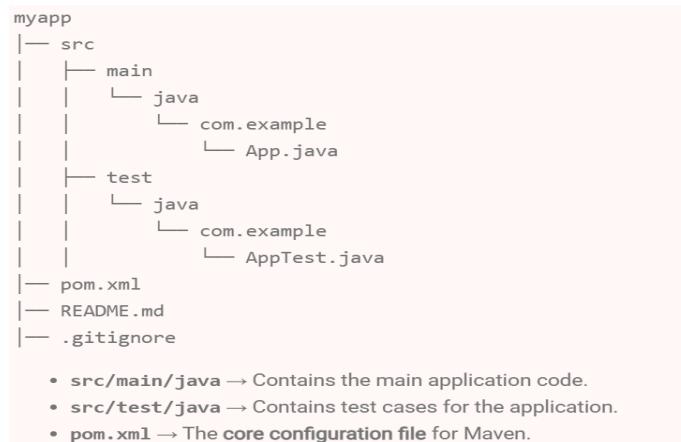 myapp
│── src
│   ├── main
│   │   └── java
│   │       └── com.example
│   │           └── App.java
│   ├── test
│   │   └── java
│   │       └── com.example
│   │           └── AppTest.java
│── pom.xml
│── README.md
│── .gitignore
• src/main/java → Contains the main application code.
• src/test/java → Contains test cases for the application.
• pom.xml → The core configuration file for Maven.